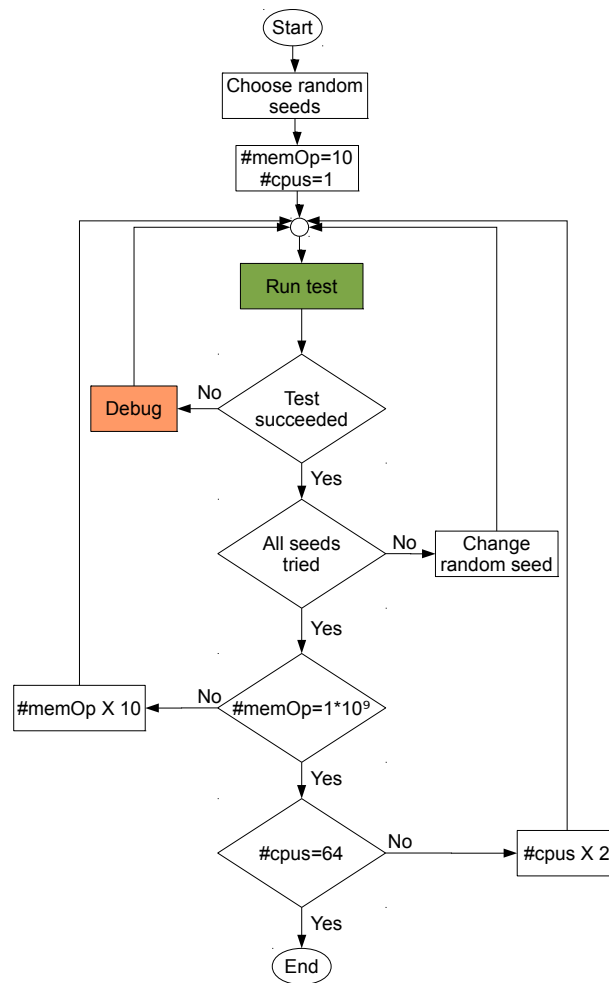 Start
Choose random
seeds
#memOp=10
#cpus=1
Run test
No
Debug
Test
succeeded
Yes
All seeds
tried
No
Change
random seed
Yes
#memOp X 10
No
#memOp=1*10⁹
Yes
#cpus=64
No
#cpus X 2
Yes
End